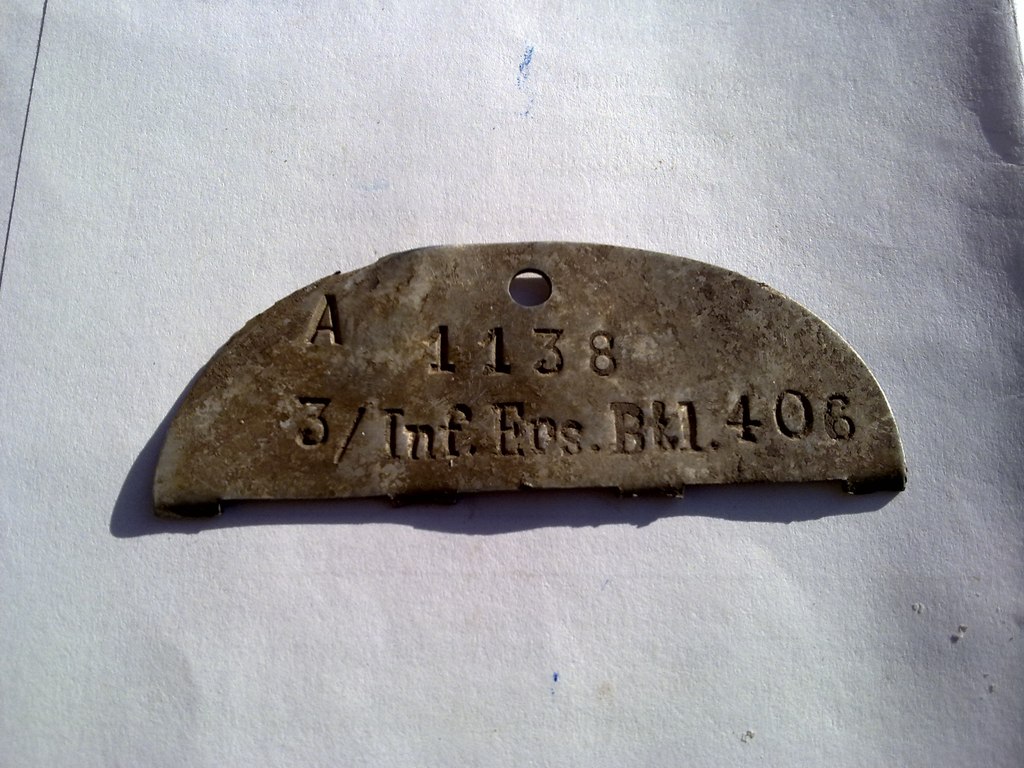 A 1138
3/Inf. Ers. Btl. 406